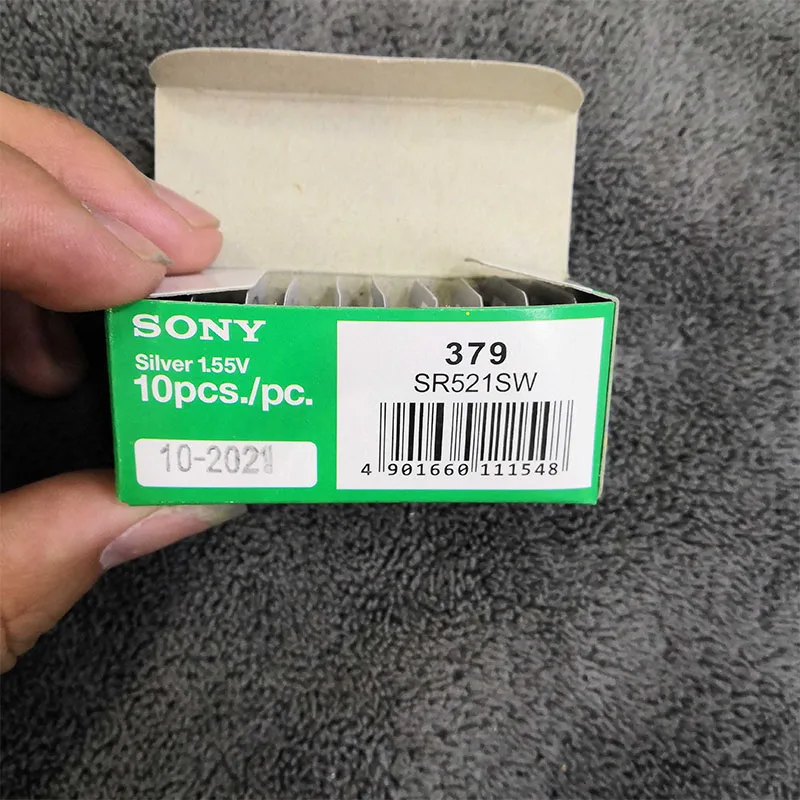 SONY
Silver 1.55V
10pcs./pc.
10-2021
379
SR521SW
4 901660 111548